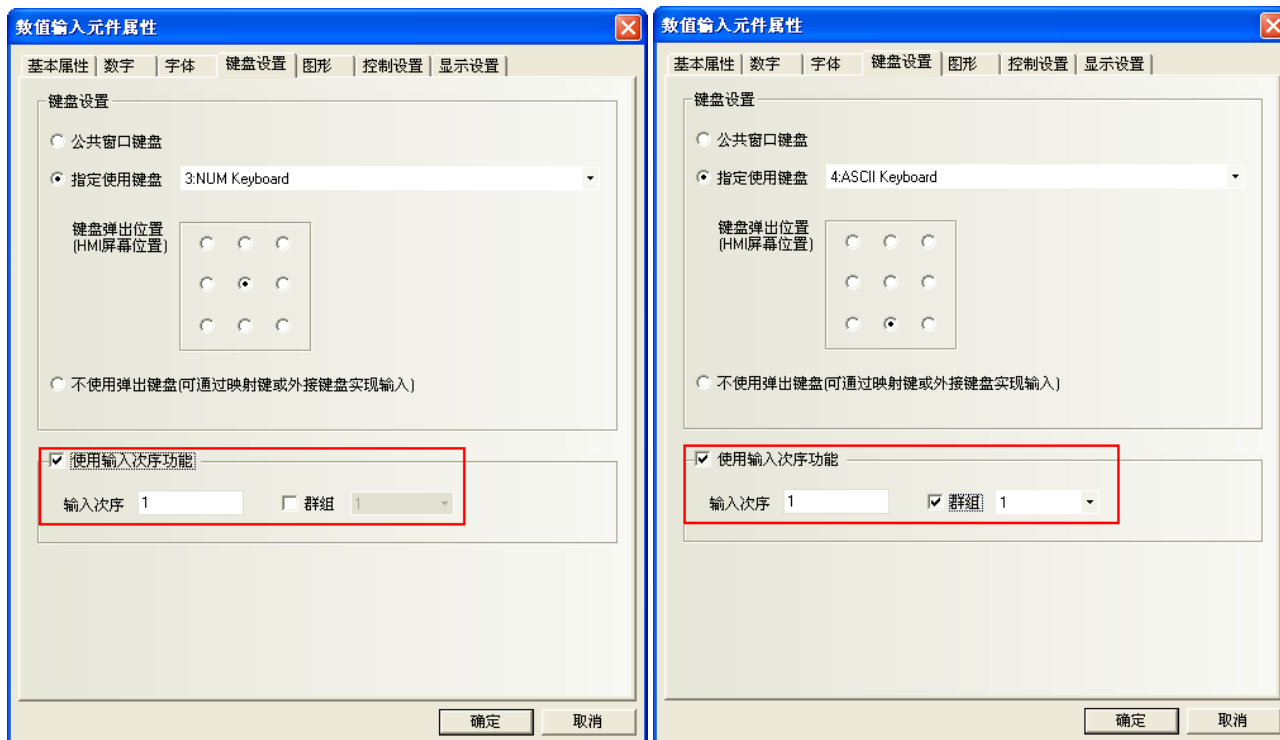 数值输入元件属性
基本属性 数字 字体 键盘设置 图形 控制设置 显示设置
键盘设置
公共窗口键盘
指定使用键盘 3:NUM Keyboard
键盘弹出位置
(HMI屏幕位置)
不使用弹出键盘(可通过映射键或外接键盘实现输入)
使用输入次序功能
输入次序 1 群组 1
确定 取消
数值输入元件属性
基本属性 数字 字体 键盘设置 图形 控制设置 显示设置
键盘设置
公共窗口键盘
指定使用键盘 4:ASCII Keyboard
键盘弹出位置
(HMI屏幕位置)
不使用弹出键盘(可通过映射键或外接键盘实现输入)
使用输入次序功能
输入次序 1 群组 1
确定 取消